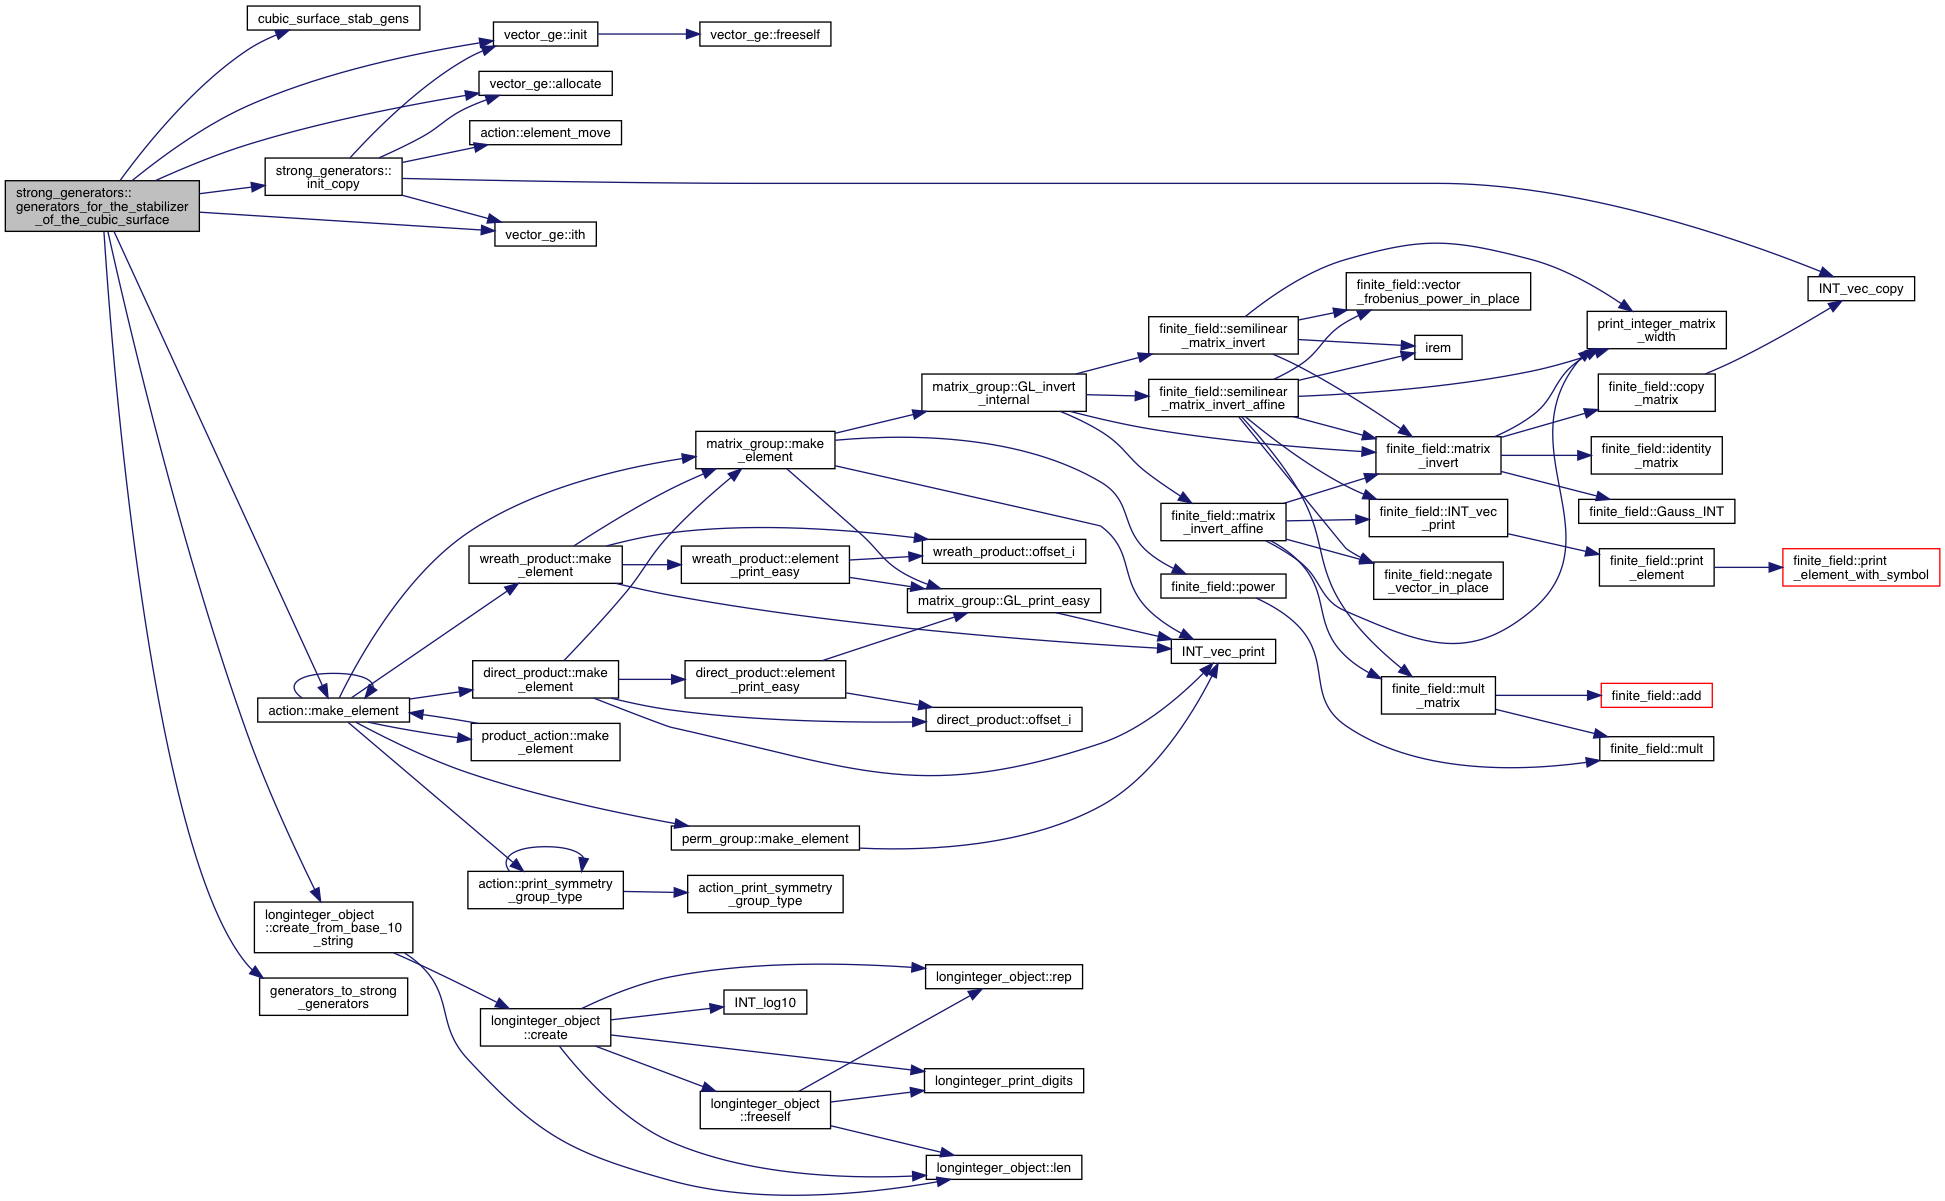 strong_generators::
generators_for_the_stabilizer
_of_the_cubic_surface
cubic_surface_stab_gens
vector_ge::init
vector_ge::freeself
vector_ge::allocate
action::element_move
strong_generators::
init_copy
vector_ge::ith
INT_vec_copy
finite_field::vector
_frobenius_power_in_place
print_integer_matrix
_width
finite_field::semilinear
_matrix_invert
irem
matrix_group::GL_invert
_internal
finite_field::semilinear
_matrix_invert_affine
finite_field::copy
_matrix
matrix_group::make
_element
finite_field::matrix
_invert
finite_field::identity
_matrix
finite_field::matrix
_invert_affine
finite_field::INT_vec
_print
finite_field::Gauss_INT
wreath_product::make
_element
wreath_product::element
_print_easy
wreath_product::offset_i
finite_field::print
_element
finite_field::print
_element_with_symbol
finite_field::power
finite_field::negate
_vector_in_place
matrix_group::GL_print_easy
INT_vec_print
direct_product::make
_element
direct_product::element
_print_easy
finite_field::mult
_matrix
finite_field::add
action::make_element
direct_product::offset_i
product_action::make
_element
finite_field::mult
perm_group::make_element
action::print_symmetry
_group_type
action_print_symmetry
_group_type
longinteger_object
::create_from_base_10
_string
generators_to_strong
_generators
longinteger_object::rep
INT_log10
longinteger_object
::create
longinteger_print_digits
longinteger_object
::freeself
longinteger_object::len